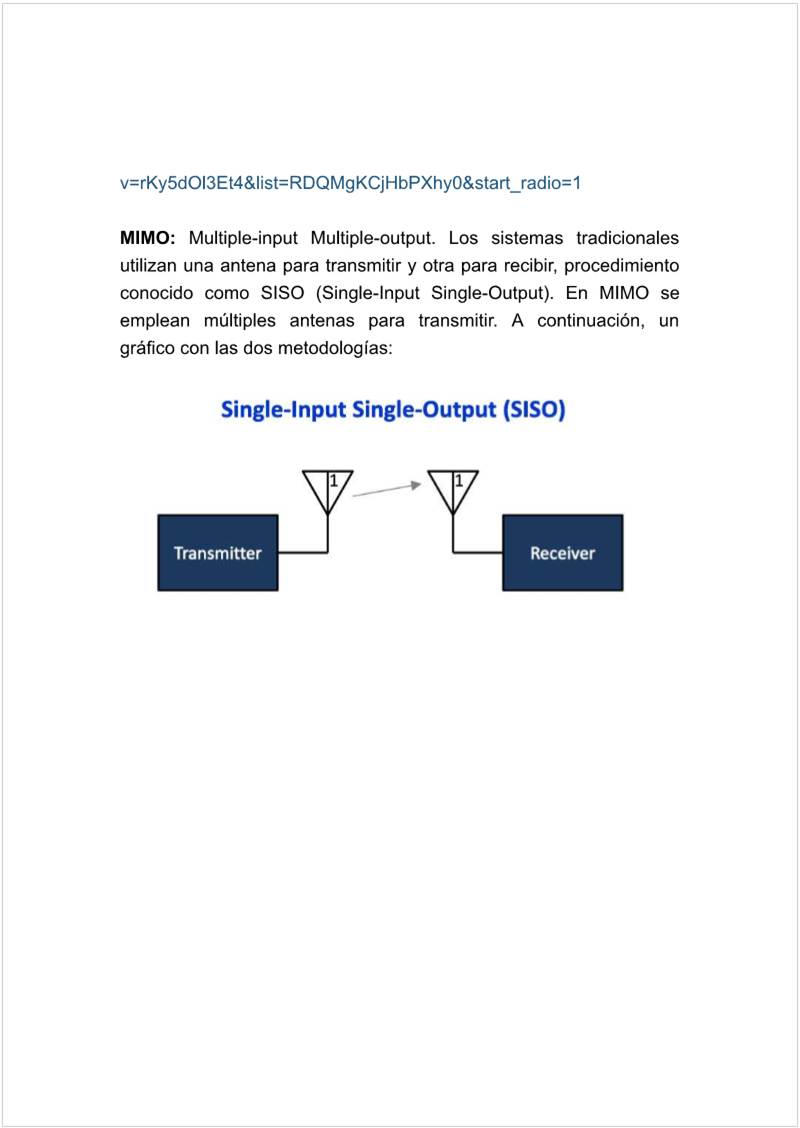 v=rKy5dOI3Et4&list=RDQMgKCjHbPXhy0&start_radio=1
MIMO: Multiple-input Multiple-output. Los sistemas tradicionales
utilizan una antena para transmitir y otra para recibir, procedimiento
conocido como SISO (Single-Input Single-Output). En MIMO se
emplean múltiples antenas para transmitir. A continuación, un
gráfico con las dos metodologías:
Single-Input Single-Output (SISO)
1
1
Transmitter
Receiver